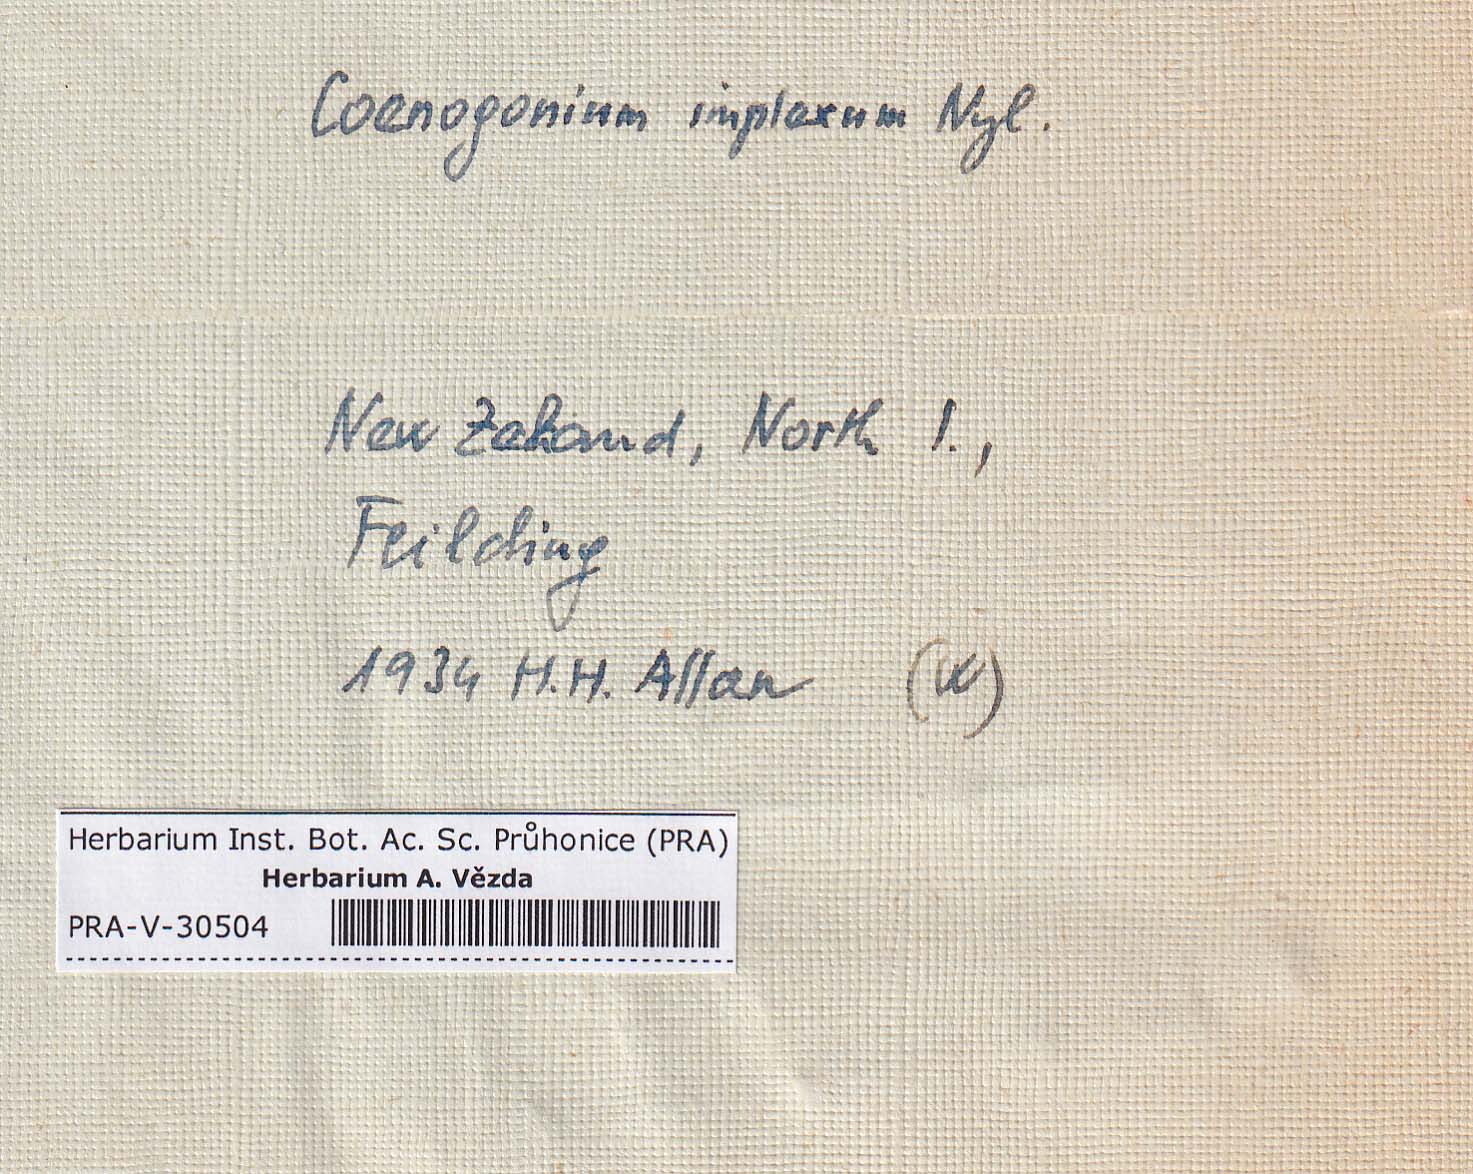 Coenogonium implexum Nyl.
New Zealand, North I.,
Feilding
1934 H.H. Allan (W)
Herbarium Inst. Bot. Ac. Sc. Průhonice (PRA)
Herbarium A. Vězda
PRA-V-30504